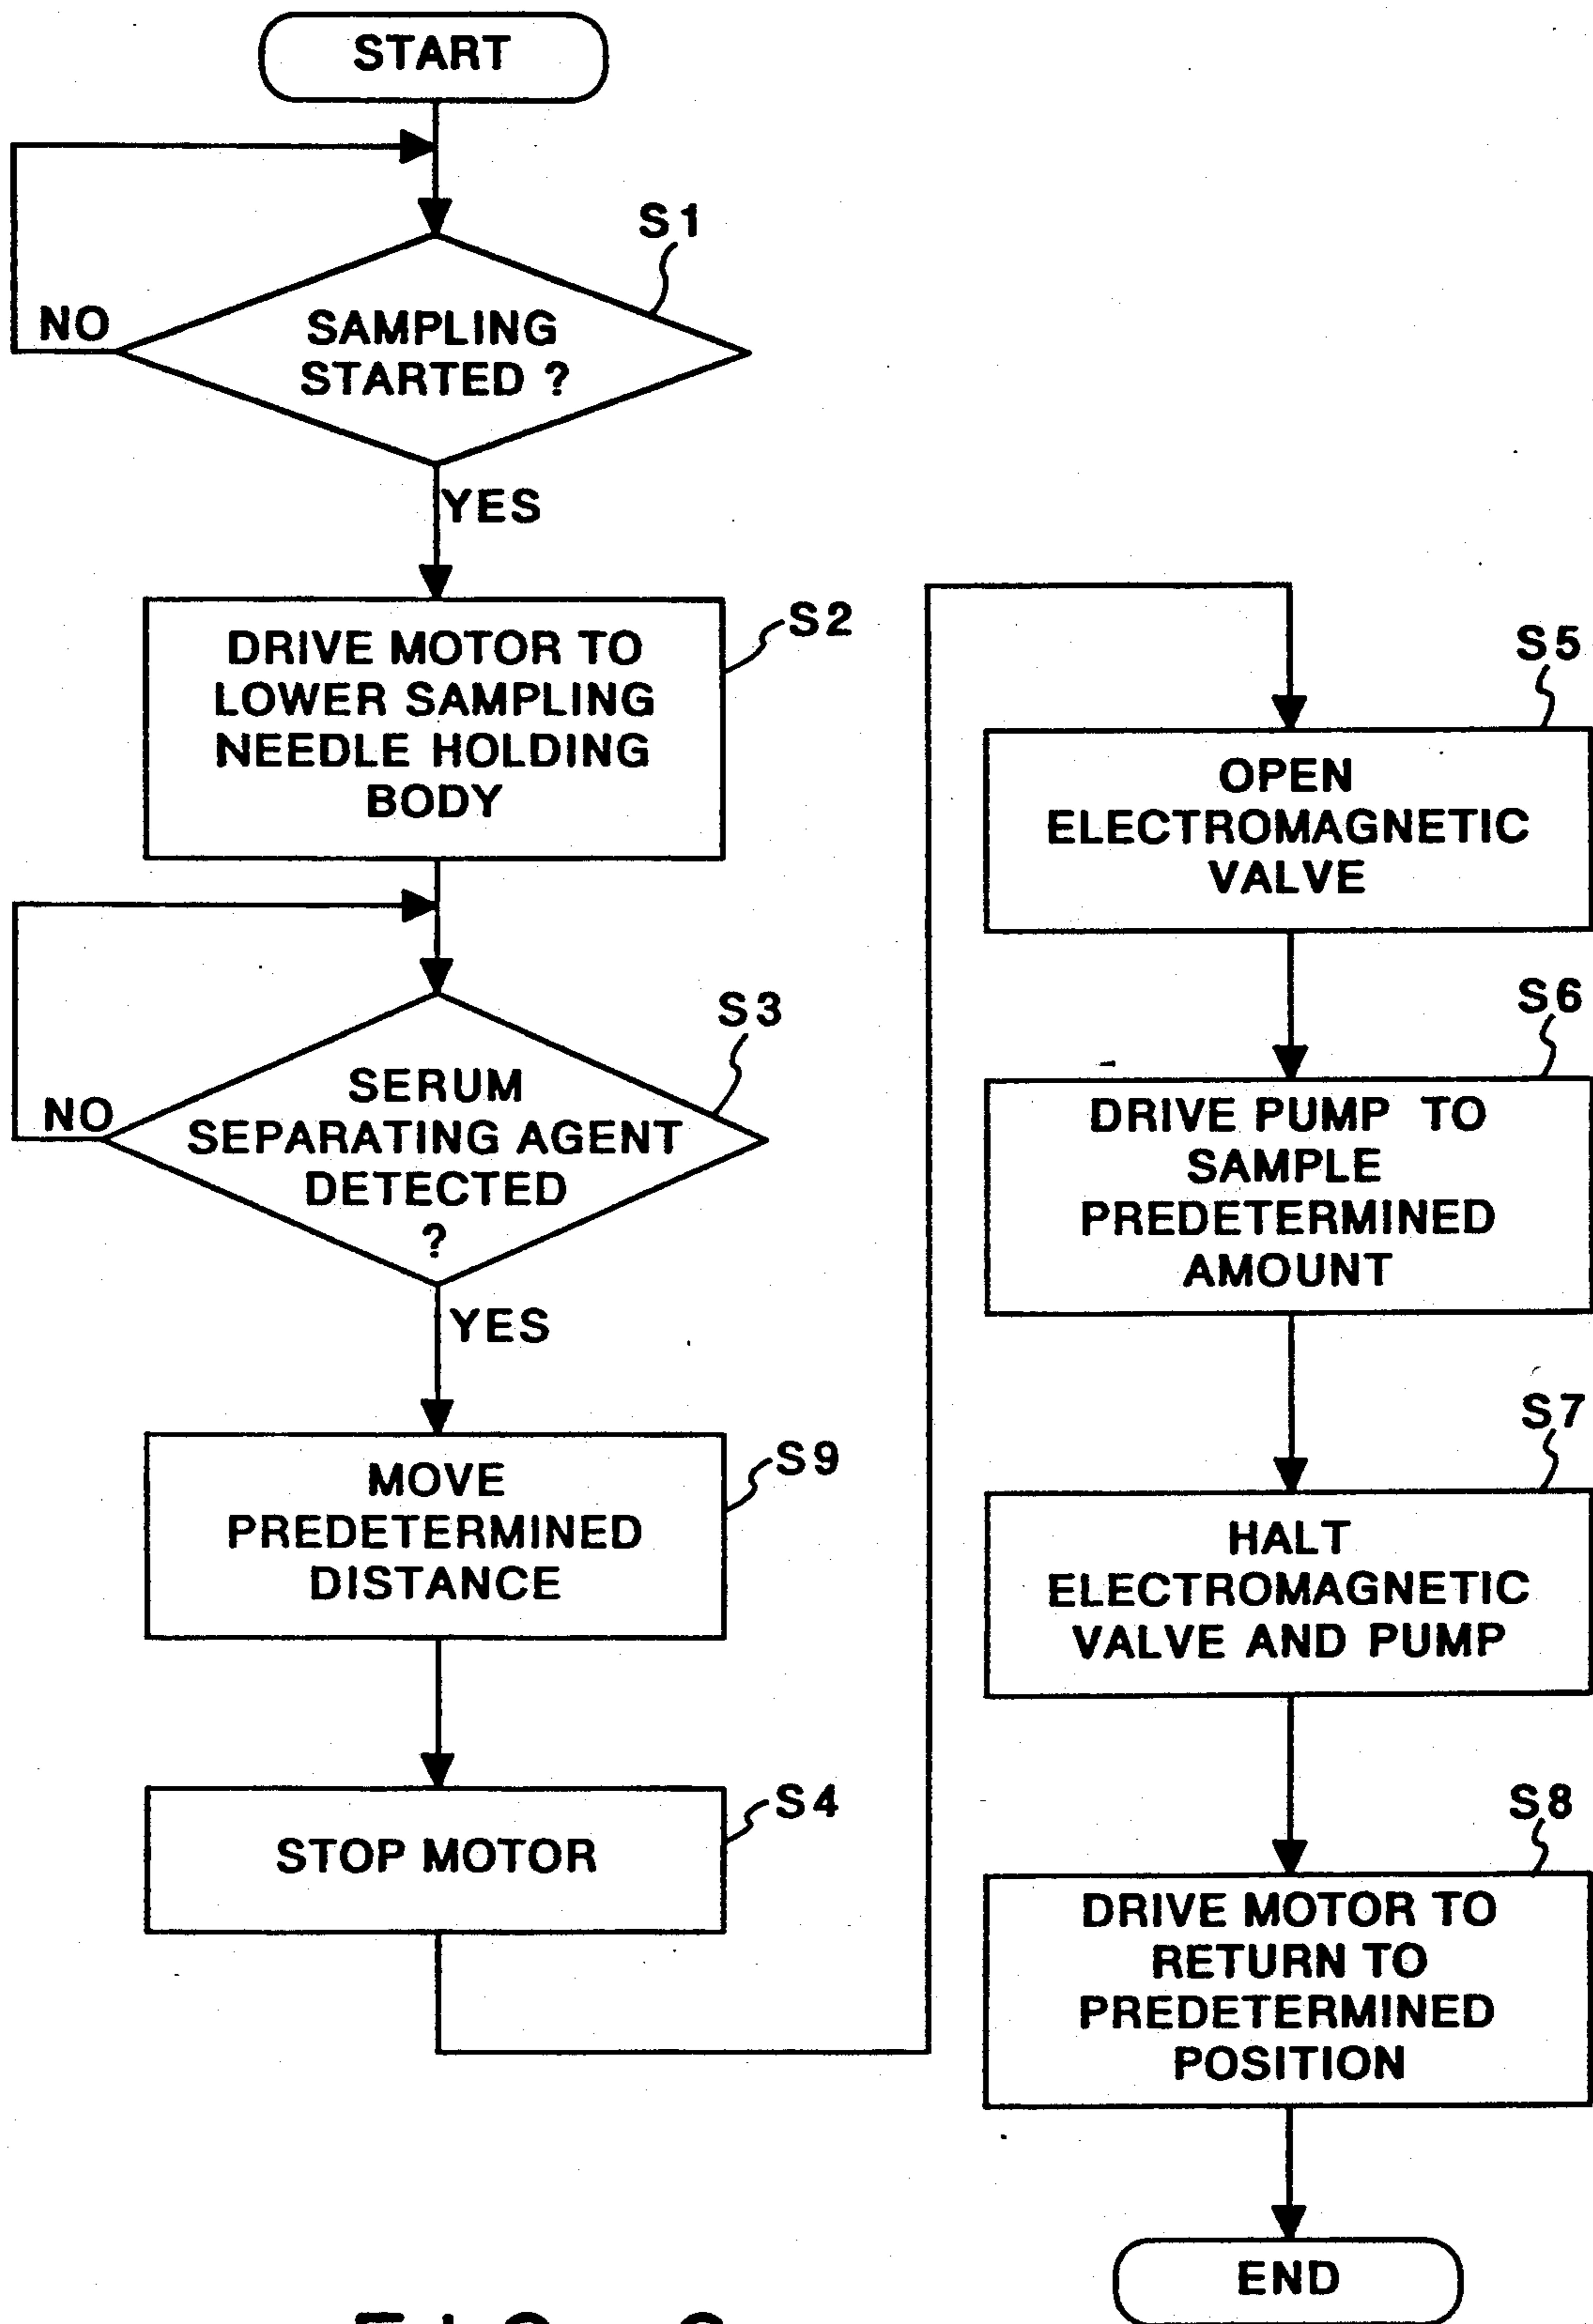 START
S1
NO
SAMPLING
STARTED ?
YES
S2
DRIVE MOTOR TO
LOWER SAMPLING
NEEDLE HOLDING
BODY
S3
NO
SERUM
SEPARATING AGENT
DETECTED
?
YES
S9
MOVE
PREDETERMINED
DISTANCE
S4
STOP MOTOR
S5
OPEN
ELECTROMAGNETIC
VALVE
S6
DRIVE PUMP TO
SAMPLE
PREDETERMINED
AMOUNT
S7
HALT
ELECTROMAGNETIC
VALVE AND PUMP
S8
DRIVE MOTOR TO
RETURN TO
PREDETERMINED
POSITION
END